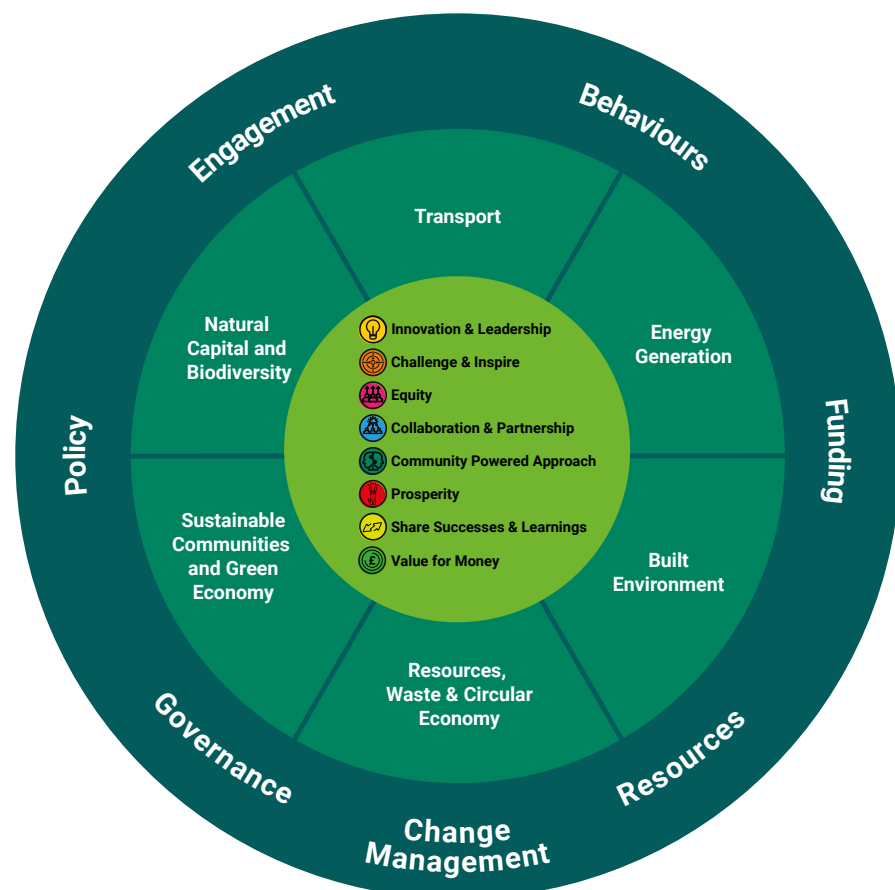 Engagement
Behaviours
Funding
Resources
Change
Management
Governance
Policy
Transport
Energy
Generation
Built
Environment
Resources,
Waste & Circular
Economy
Sustainable
Communities
and Green
Economy
Natural
Capital and
Biodiversity
Innovation & Leadership
Challenge & Inspire
Equity
Collaboration & Partnership
Community Powered Approach
Prosperity
Share Successes & Learnings
£ Value for Money